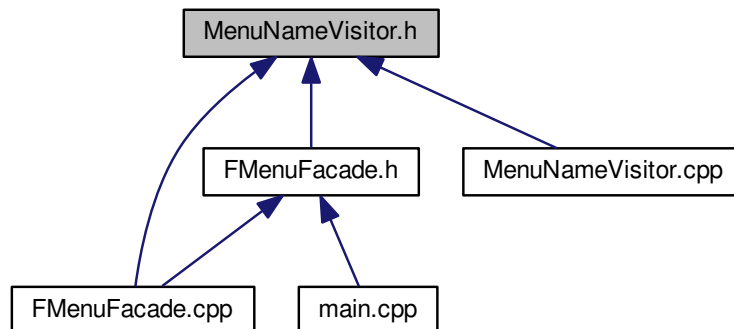 MenuNameVisitor.h
FMenuFacade.h
MenuNameVisitor.cpp
FMenuFacade.cpp
main.cpp